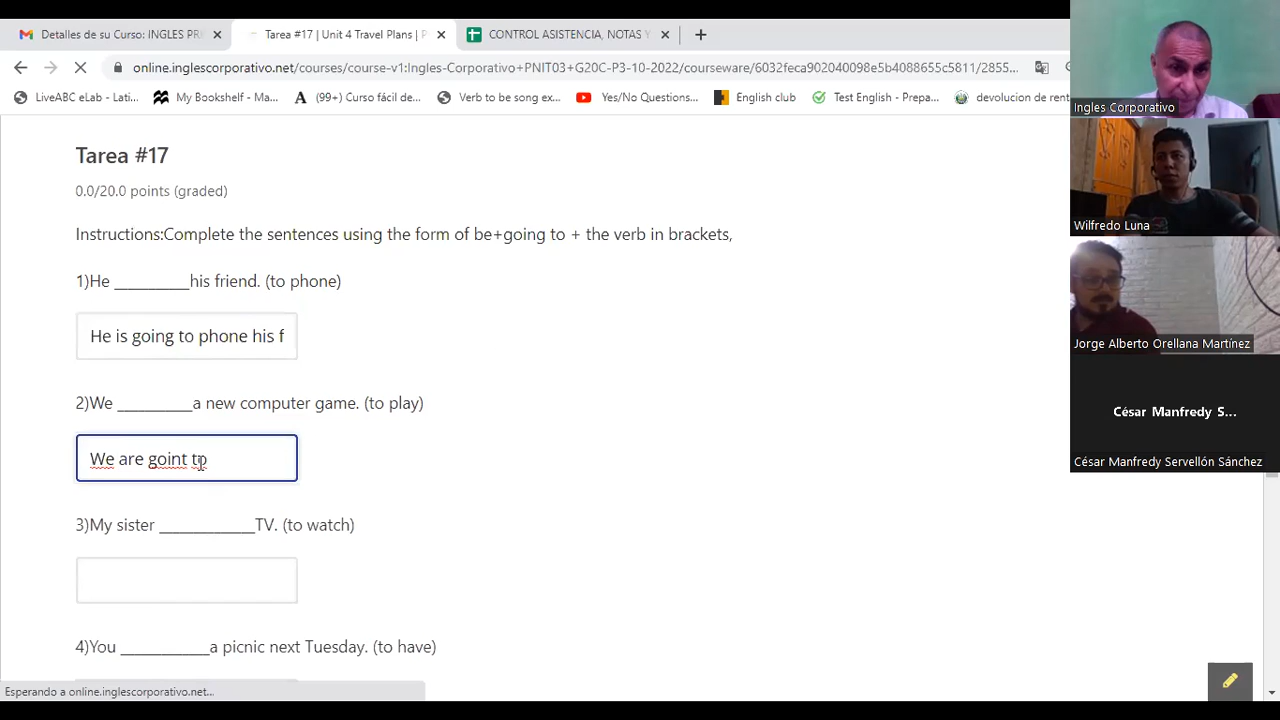 Detalles de su Curso: INGLES PRI
Tarea #17 | Unit 4 Travel Plans | P
CONTROL ASISTENCIA, NOTAS Y
online.inglescorporativo.net/courses/course-v1:Ingles-Corporativo+PNIT03+G20C-P3-10-2022/courseware/6032feca902040098e5b4088655c5811/2855...
LiveABC eLab - Lati...
My Bookshelf - Ma...
(99+) Curso fácil de...
Verb to be song ex...
Yes/No Questions...
English club
Test English - Prepa...
devolucion de rent
Tarea #17
0.0/20.0 points (graded)
Instructions:Complete the sentences using the form of be+going to + the verb in brackets,
1)He __________his friend. (to phone)
He is going to phone his f
2)We __________a new computer game. (to play)
We are goint tp
3)My sister _____________TV. (to watch)
4)You ____________a picnic next Tuesday. (to have)
Esperando a online.inglescorporativo.net...
Ingles Corporativo
Wilfredo Luna
Jorge Alberto Orellana Martínez
César Manfredy S...
César Manfredy Servellón Sánchez